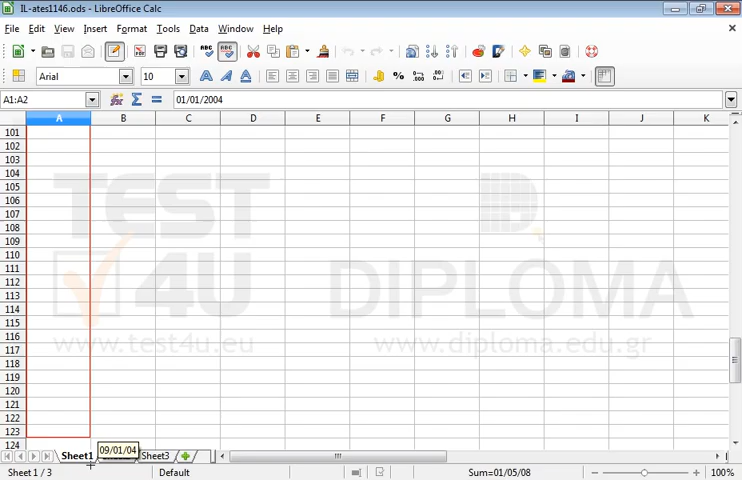 IL-ates1146.ods - LibreOffice Calc
File Edit View Insert Format Tools Data Window Help
Arial 10
A1:A2 01/01/2004
A B C D E F G H I J K
101
102
103
104
105
106
107
108
109
110
111
112
113
114
115
116
117
118
119
120
121
122
123
124
TEST
4U
www.test4u.eu
D.
DIPLOMA
www.diploma.edu.gr
09/01/04
Sheet1 Sheet3
Sheet 1 / 3 Default Sum=01/05/08 100%